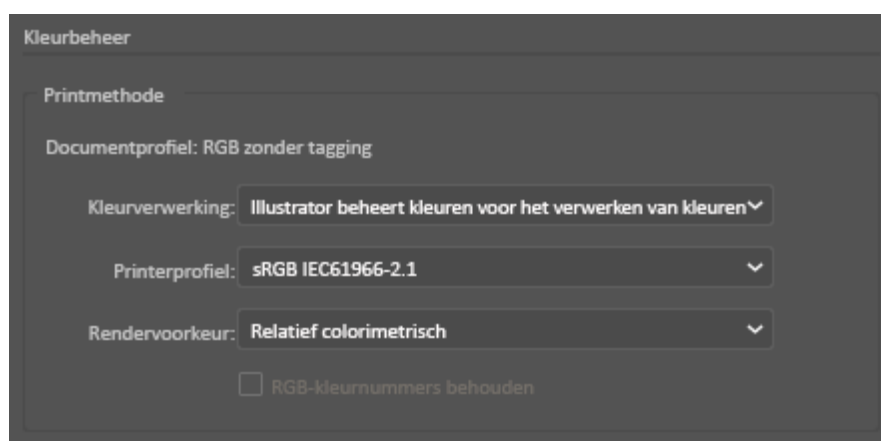 Kleurbeheer
Printmethode
Documentprofiel: RGB zonder tagging
Kleurverwerking: Illustrator beheert kleuren voor het verwerken van kleuren
Printerprofiel: sRGB IEC61966-2.1
Rendervoorkeur: Relatief colorimetrisch
RGB-kleurnummers behouden